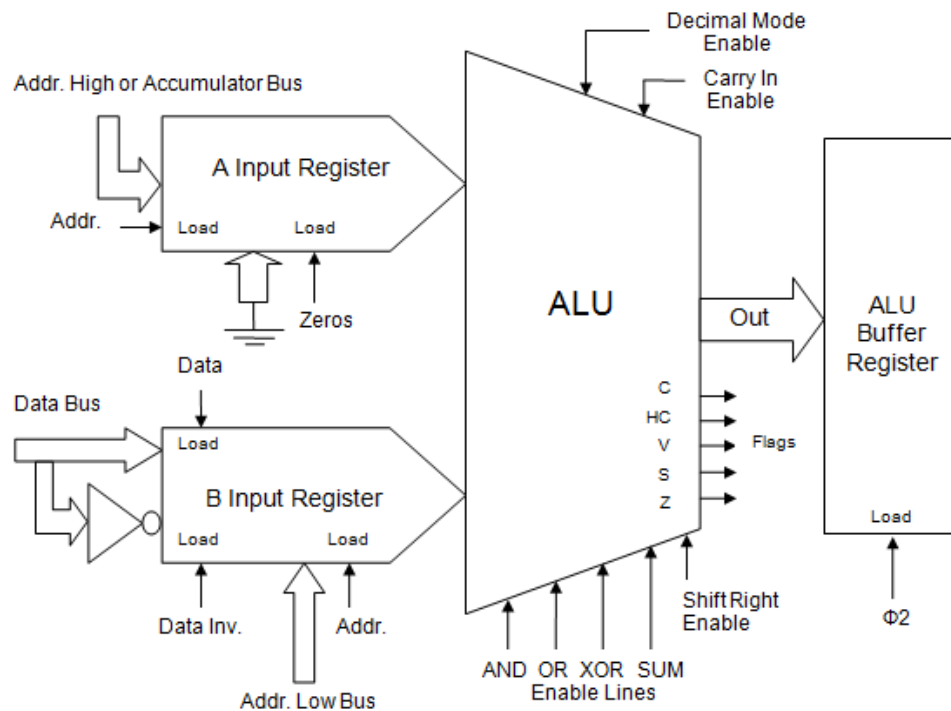 Decimal Mode
Enable
Carry In
Enable
Addr. High or Accumulator Bus
A Input Register
Addr.
Load
Load
Zeros
ALU
Out
ALU
Buffer
Register
Data
Data Bus
Load
B Input Register
Load
Load
Data Inv.
Addr.
Addr. Low Bus
C
HC
V
Flags
S
Z
Load
Shift Right
Enable
Φ2
AND OR XOR SUM
Enable Lines